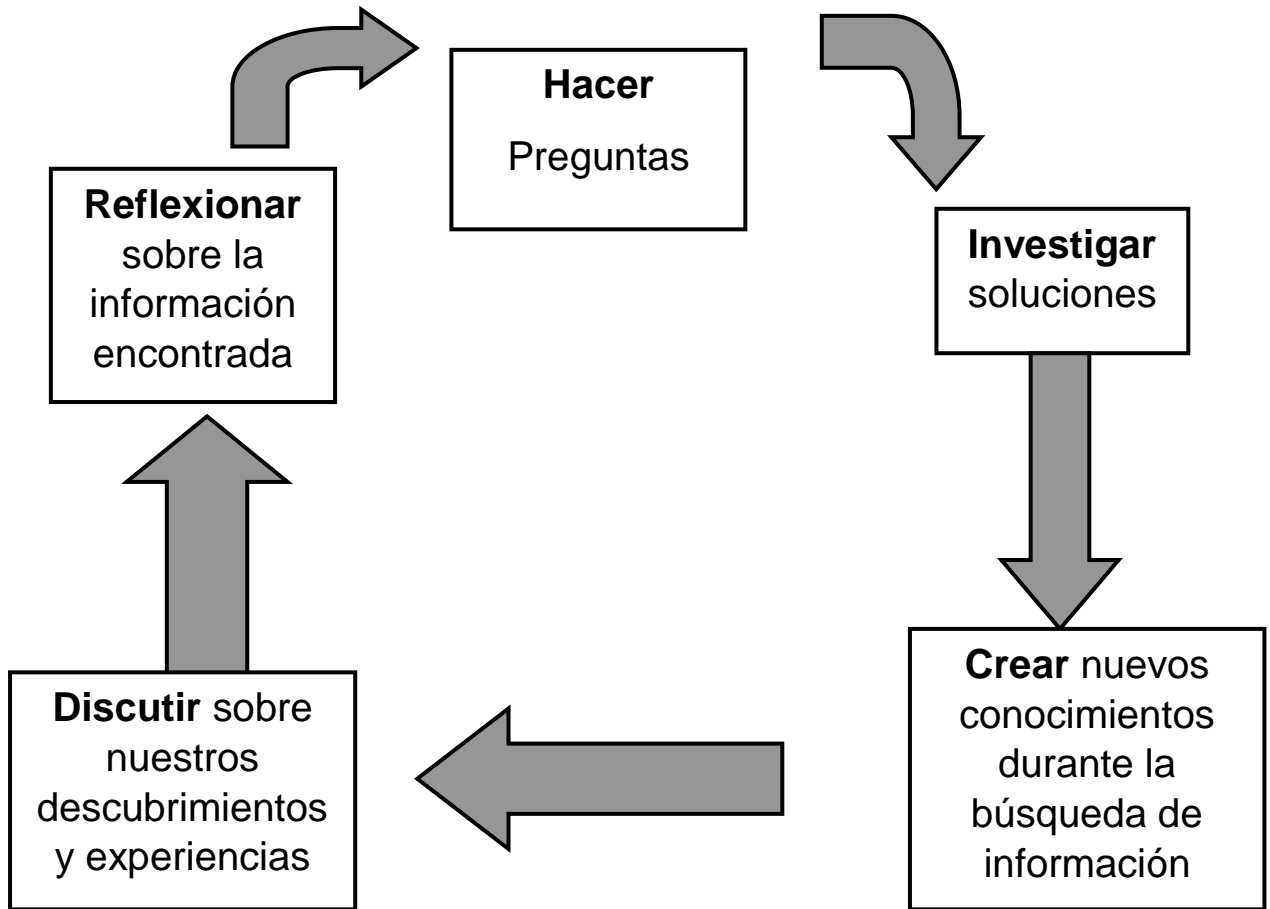 Hacer
Preguntas
Investigar
soluciones
Crear nuevos
conocimientos
durante la
búsqueda de
información
Discutir sobre
nuestros
descubrimientos
y experiencias
Reflexionar
sobre la
información
encontrada